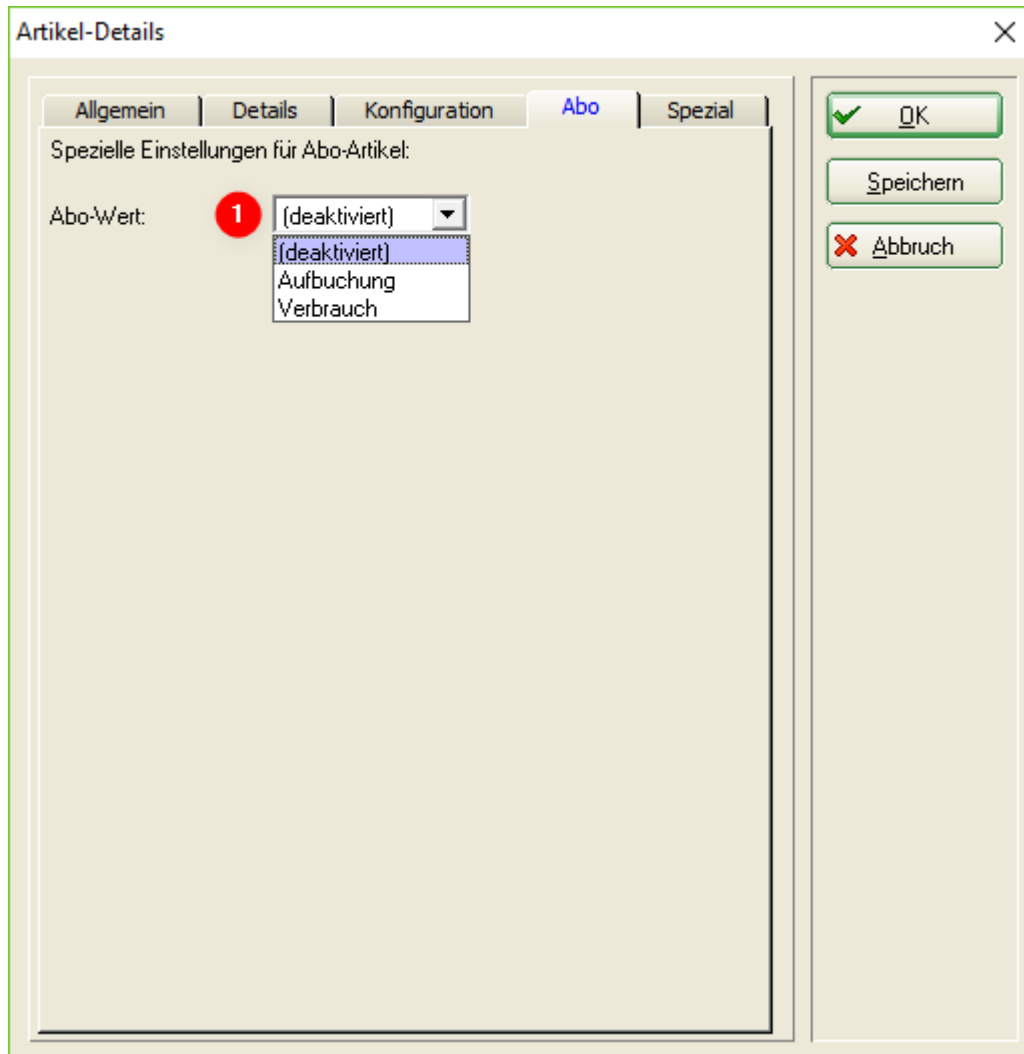 Artikel-Details
Allgemein Details Konfiguration Abo Spezial
Spezielle Einstellungen für Abo-Artikel:
Abo-Wert: 1 (deaktiviert)
(deaktiviert)
Aufbuchung
Verbrauch
OK
Speichern
Abbruch